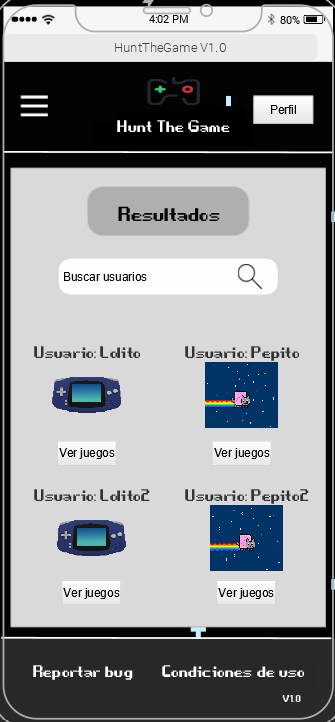 4:02 PM 80%
HuntTheGame V1.0
Perfil
Hunt The Game
Resultados
Buscar usuarios
Usuario: Lolito Usuario: Pepito
Ver juegos Ver juegos
Usuario: Lolito2 Usuario: Pepito2
Ver juegos Ver juegos
Reportar bug Condiciones de uso
V1.0